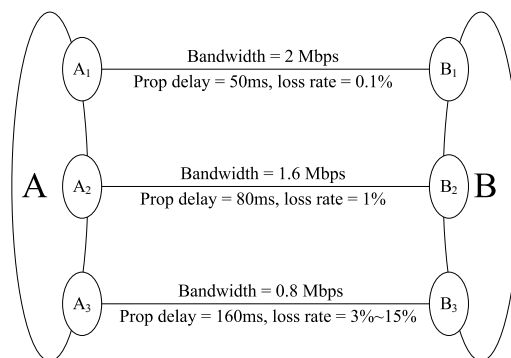 A₁
Bandwidth = 2 Mbps
B₁
Prop delay = 50ms, loss rate = 0.1%
Bandwidth = 1.6 Mbps
A
A₂
B₂
B
Prop delay = 80ms, loss rate = 1%
Bandwidth = 0.8 Mbps
A₃
B₃
Prop delay = 160ms, loss rate = 3%~15%